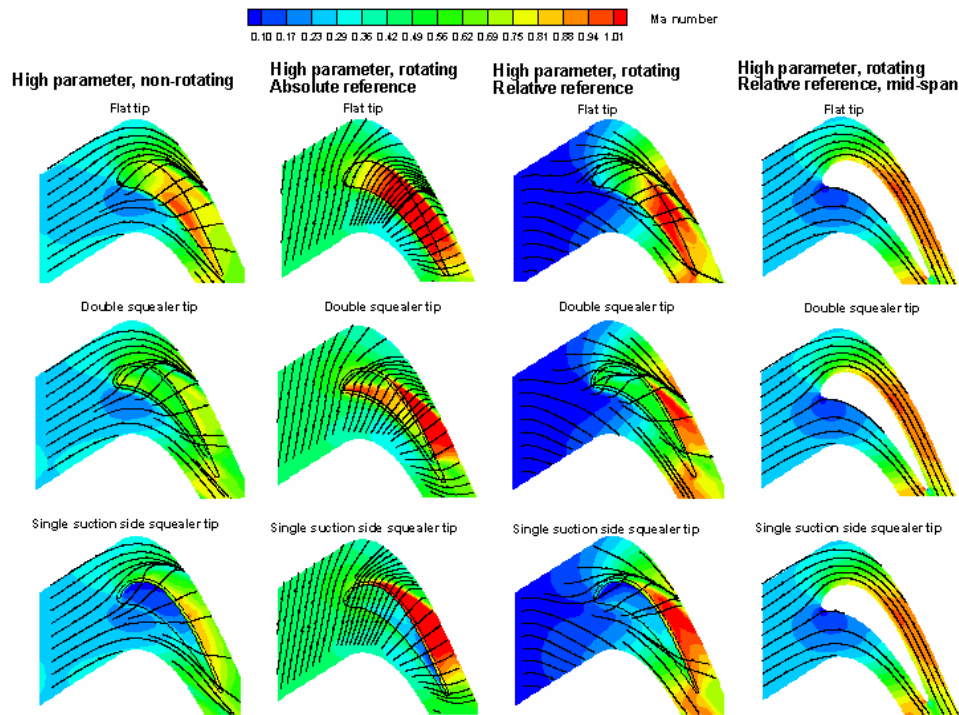 Ma number
0.10 0.17 0.23 0.29 0.36 0.42 0.49 0.56 0.62 0.69 0.75 0.81 0.88 0.94 1.01
High parameter, non-rotating
High parameter, rotating
Absolute reference
High parameter, rotating
Relative reference
High parameter, rotating
Relative reference, mid-span
Flat tip
Flat tip
Flat tip
Flat tip
Double squealer tip
Double squealer tip
Double squealer tip
Double squealer tip
Single suction side squealer tip
Single suction side squealer tip
Single suction side squealer tip
Single suction side squealer tip